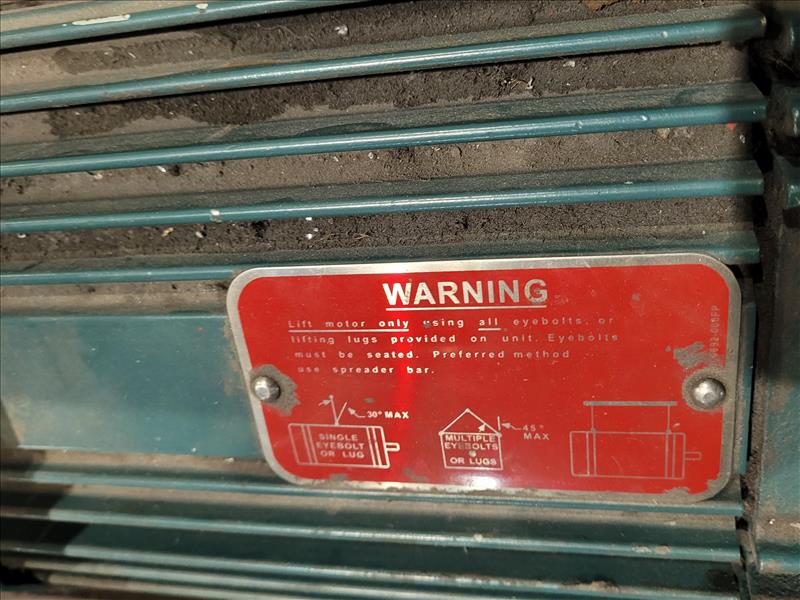 WARNING
Lift motor only using all eyebolts, or
lifting lugs provided on unit. Eyebolts
must be seated. Preferred method
use spreader bar.
30° MAX
SINGLE
EYEBOLT
OR LUG
45°
MAX
MULTIPLE
EYEBOLTS
OR LUGS